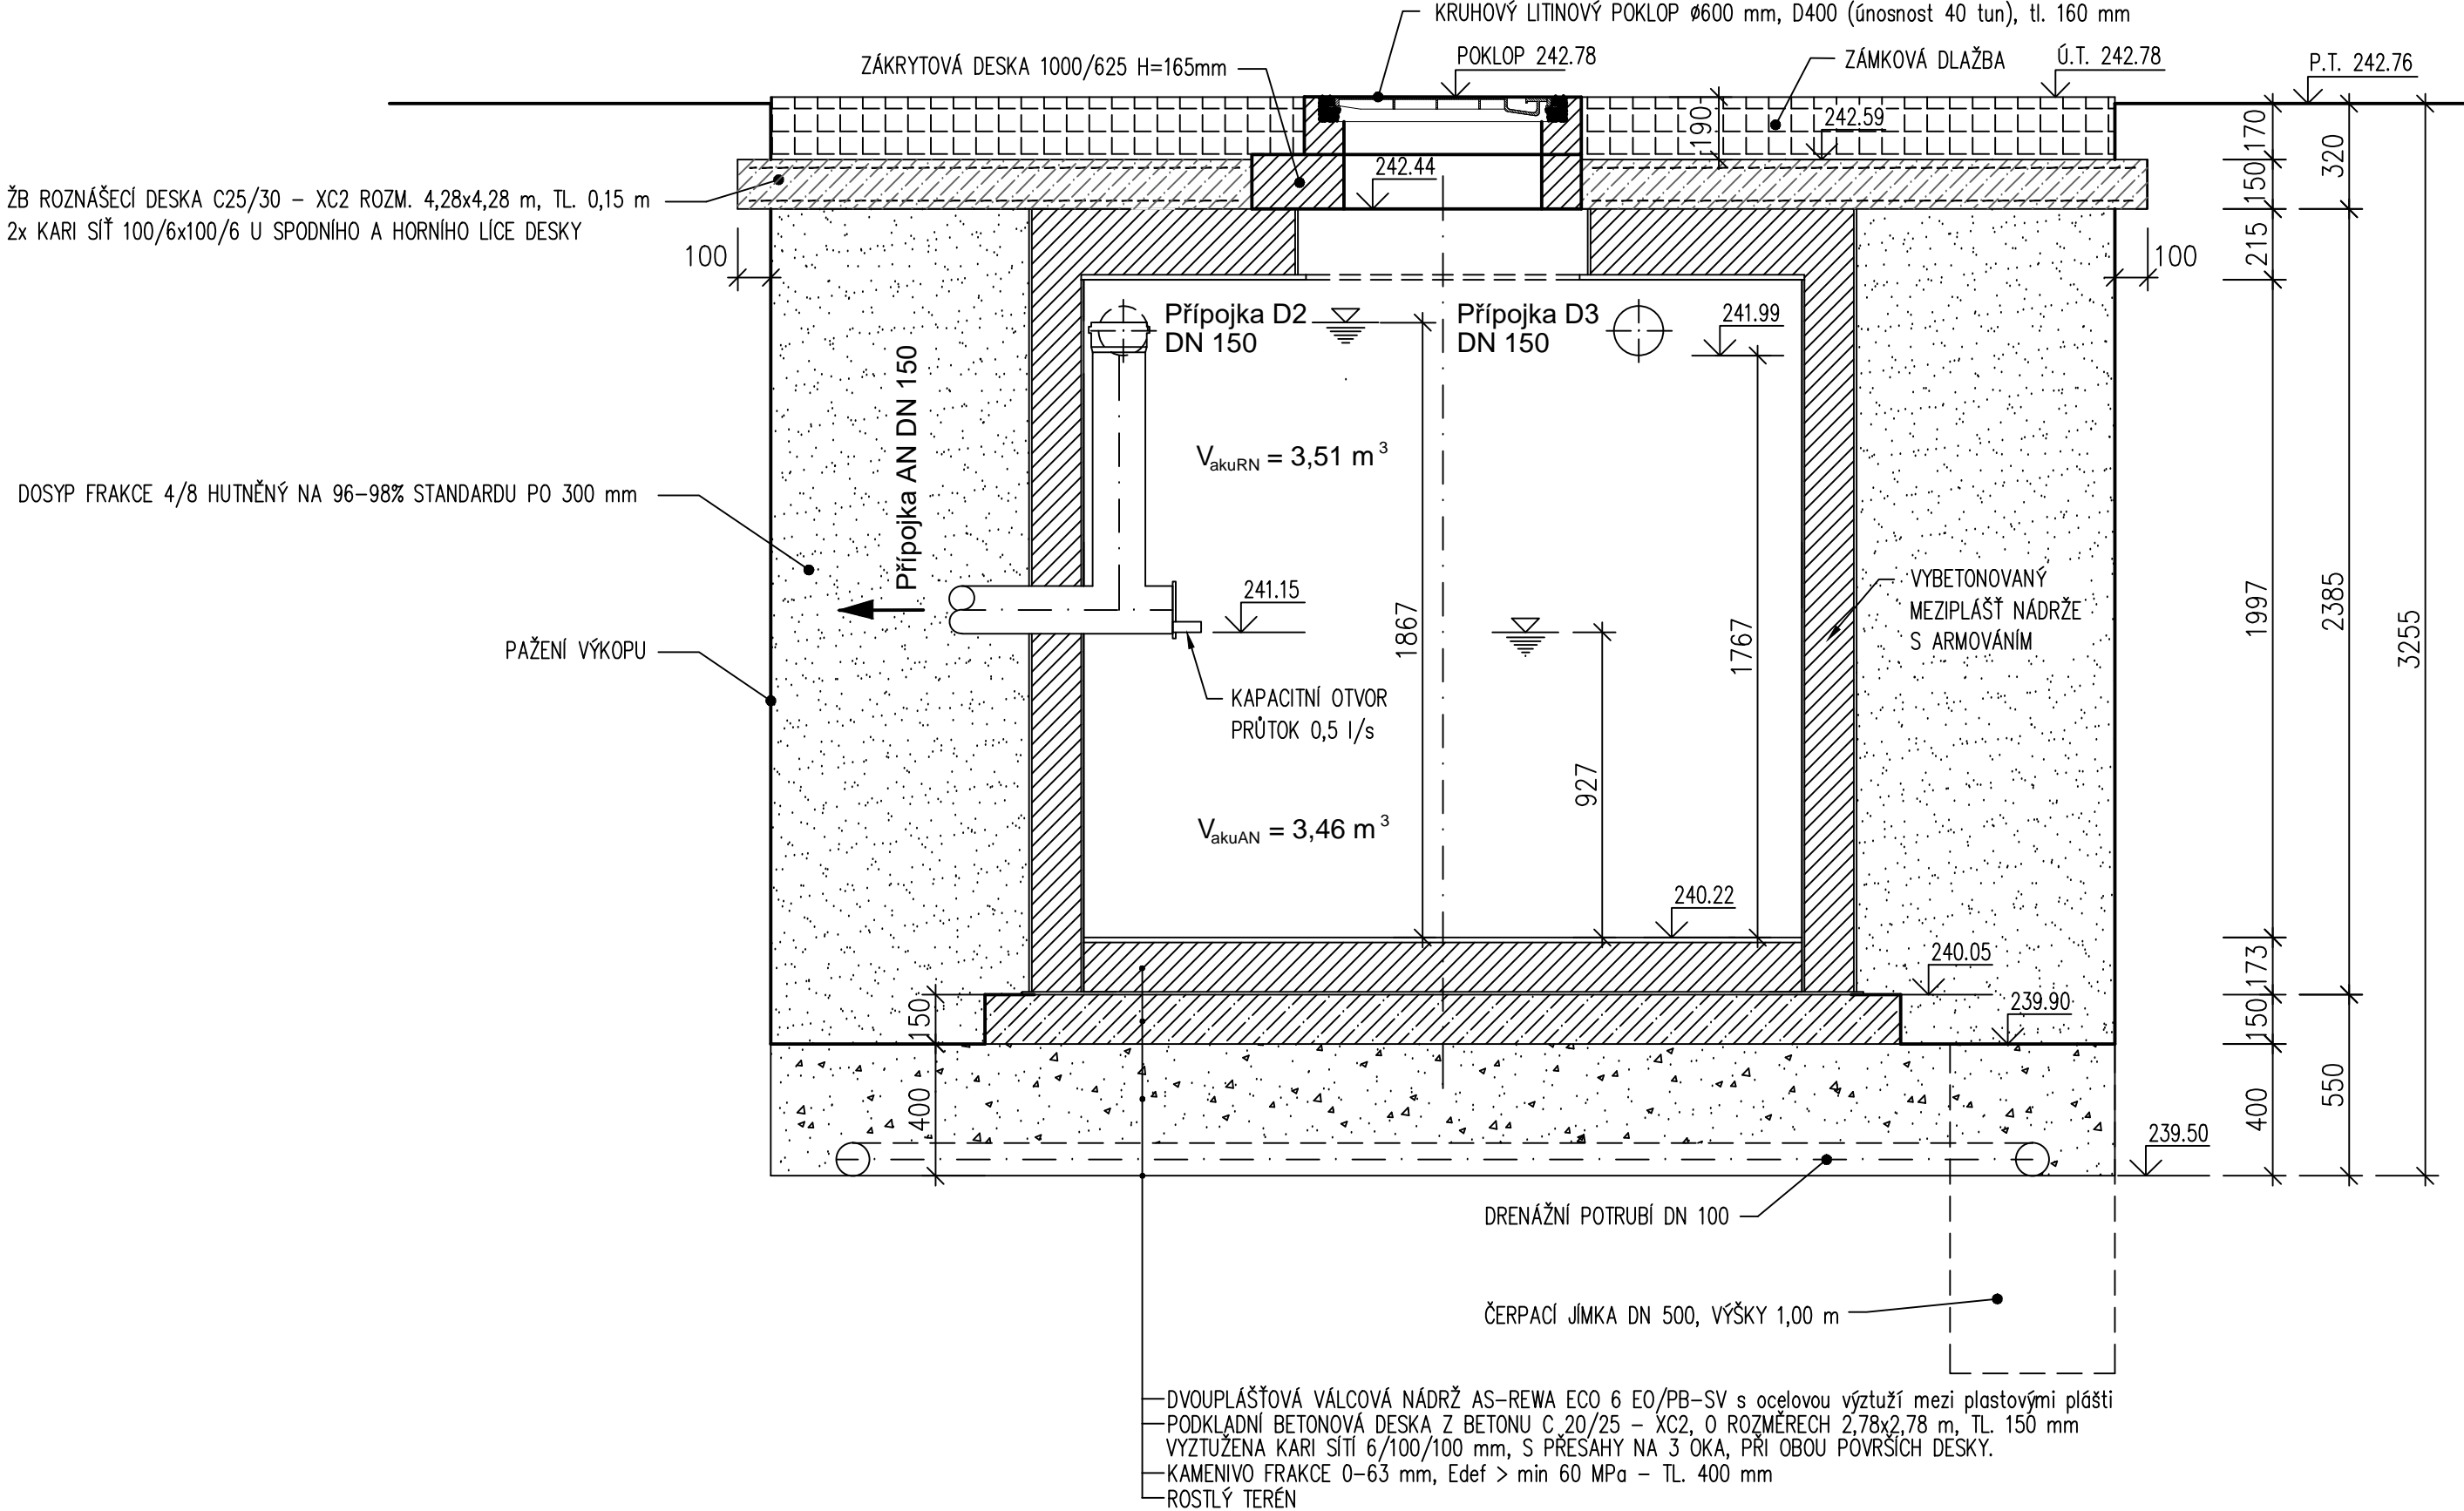 KRUHOVÝ LITINOVÝ POKLOP ø600 mm, D400 (únosnost 40 tun), tl. 160 mm
ZÁKRYTOVÁ DESKA 1000/625 H=165mm
POKLOP 242.78
ZÁMKOVÁ DLAŽBA
Ú.T. 242.78
P.T. 242.76
190
242.59
242.44
170
150
320
215
ŽB ROZNÁŠECÍ DESKA C25/30 – XC2 ROZM. 4,28x4,28 m, TL. 0,15 m
2x KARI SÍŤ 100/6x100/6 U SPODNÍHO A HORNÍHO LÍCE DESKY
100
100
Přípojka D2
DN 150
Přípojka D3
DN 150
241.99
Přípojka AN DN 150
VakuRN = 3,51 m3
DOSYP FRAKCE 4/8 HUTNĚNÝ NA 96–98% STANDARDU PO 300 mm
241.15
1867
1767
VYBETONOVANÝ
MEZIPLÁŠŤ NÁDRŽE
S ARMOVÁNÍM
1997
2385
3255
PAŽENÍ VÝKOPU
KAPACITNÍ OTVOR
PRŮTOK 0,5 l/s
927
VakuAN = 3,46 m3
240.22
240.05
173
239.90
150
150
400
400
550
239.50
DRENÁŽNÍ POTRUBÍ DN 100
ČERPACÍ JÍMKA DN 500, VÝŠKY 1,00 m
DVOUPLÁŠŤOVÁ VÁLCOVÁ NÁDRŽ AS–REWA ECO 6 EO/PB–SV s ocelovou výztuží mezi plastovými plášti
PODKLADNÍ BETONOVÁ DESKA Z BETONU C 20/25 – XC2, O ROZMĚRECH 2,78x2,78 m, TL. 150 mm
VYZTUŽENA KARI SÍTÍ 6/100/100 mm, S PŘESAHY NA 3 OKA, PŘI OBOU POVRŠÍCH DESKY.
KAMENIVO FRAKCE 0–63 mm, Edef > min 60 MPa – TL. 400 mm
ROSTLÝ TERÉN